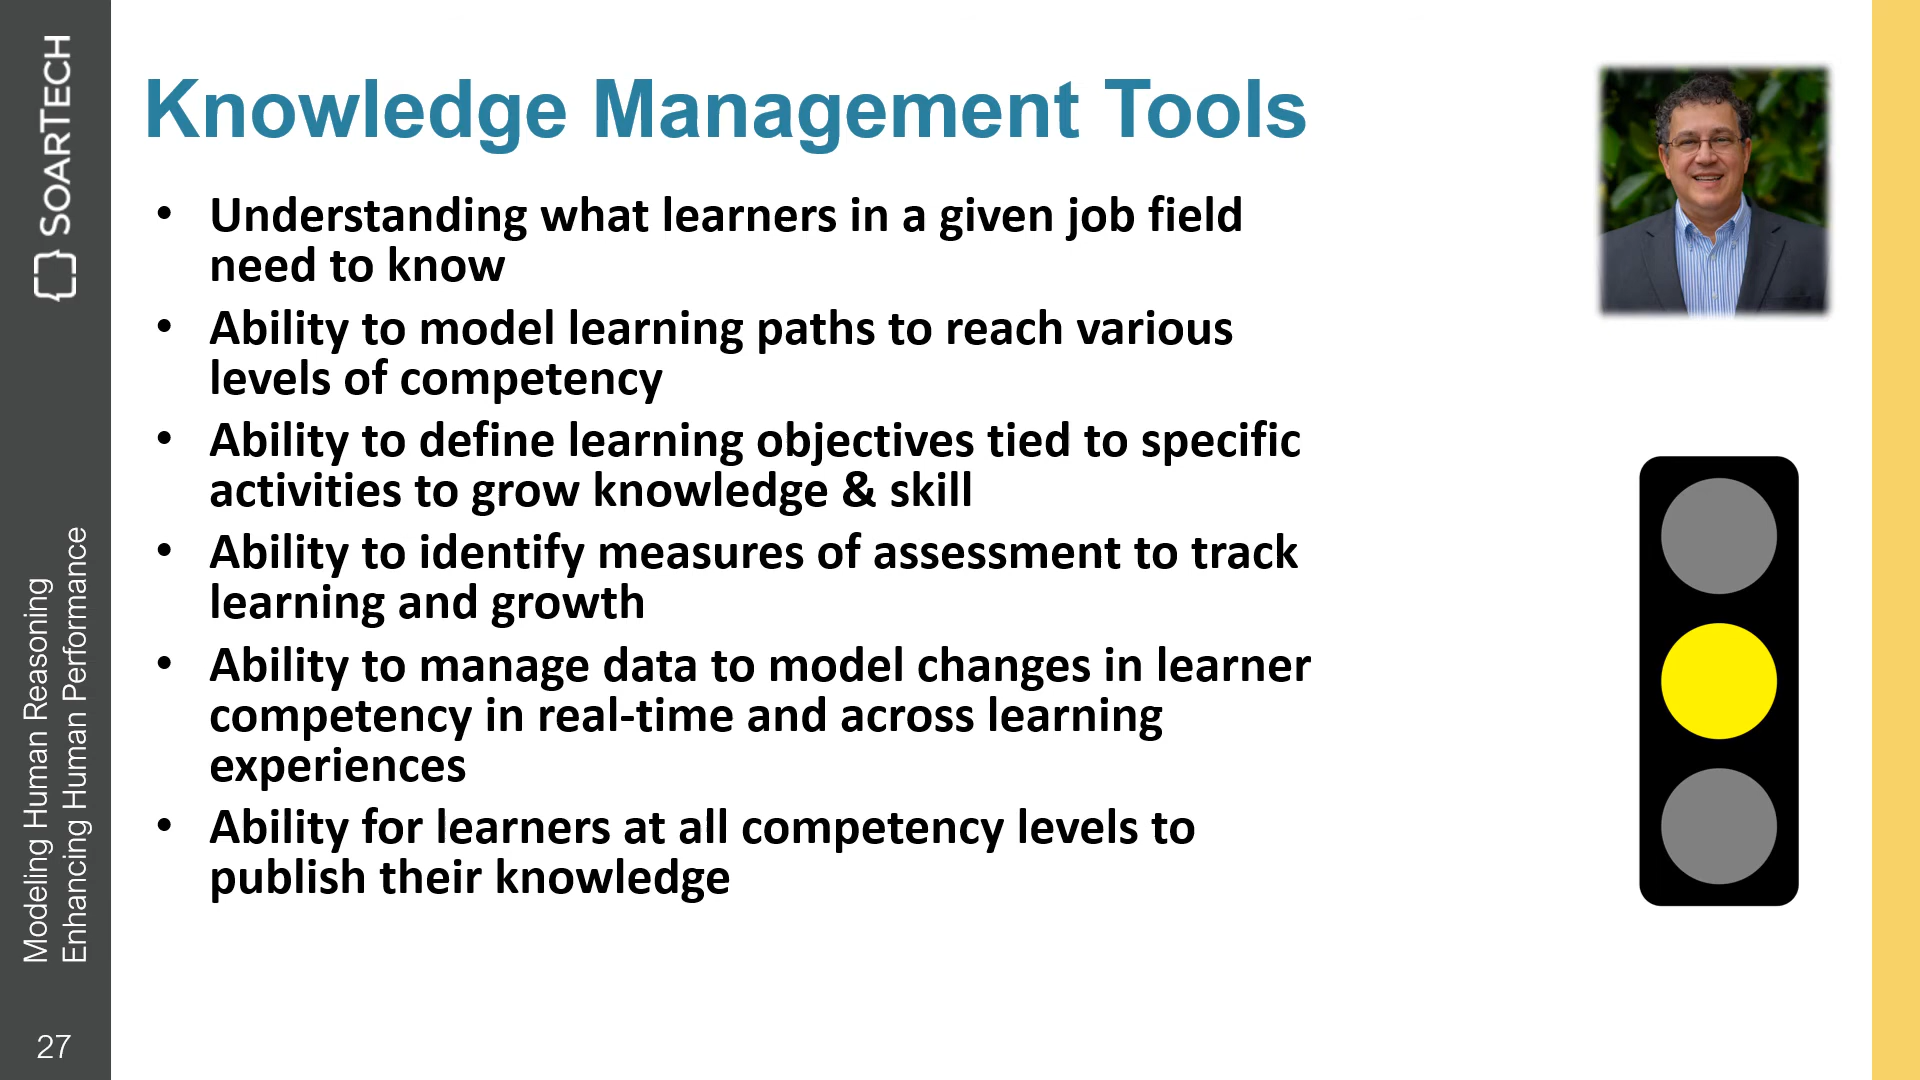 SOARTECH
Modeling Human Reasoning
Enhancing Human Performance
27
Knowledge Management Tools
• Understanding what learners in a given job field
need to know
• Ability to model learning paths to reach various
levels of competency
• Ability to define learning objectives tied to specific
activities to grow knowledge & skill
• Ability to identify measures of assessment to track
learning and growth
• Ability to manage data to model changes in learner
competency in real-time and across learning
experiences
• Ability for learners at all competency levels to
publish their knowledge